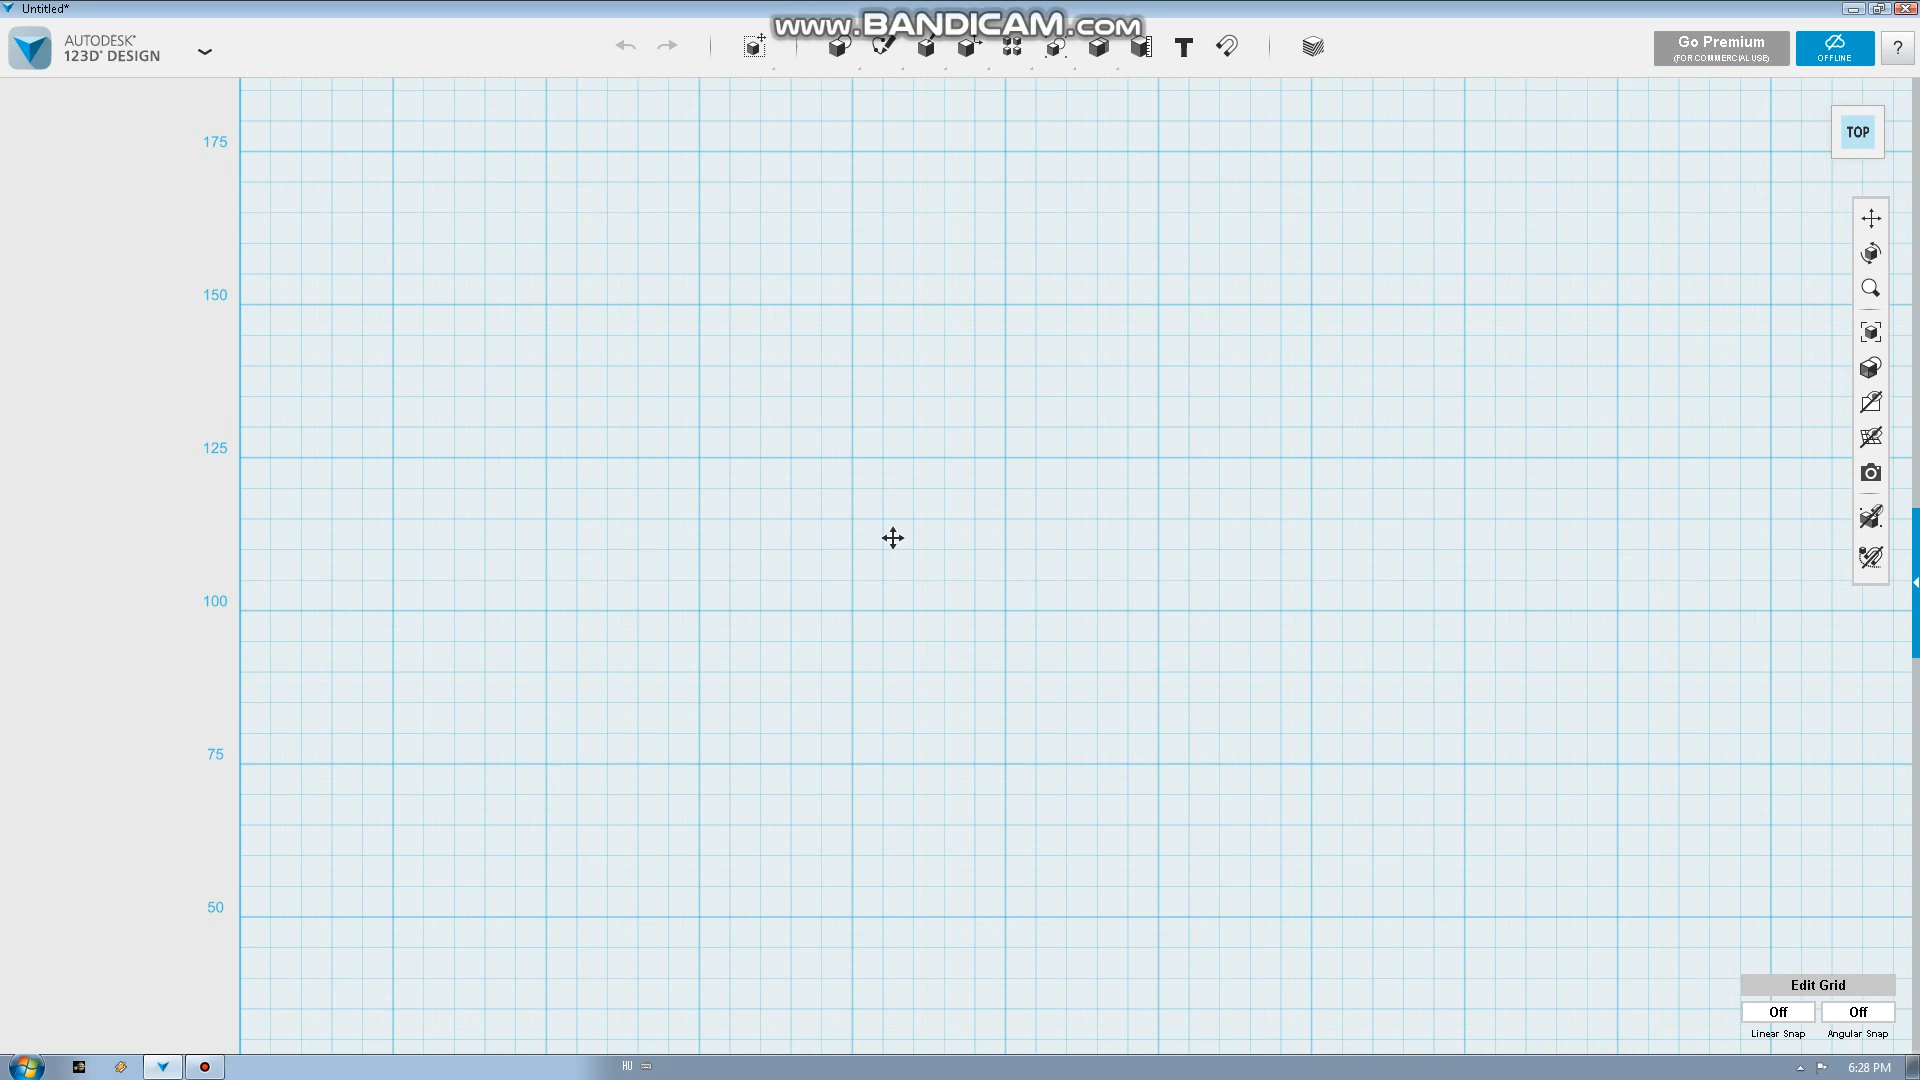 Untitled*
www.BANDICAM.com
AUTODESK®
123D® DESIGN
T
Go Premium
(FOR COMMERCIAL USE)
OFFLINE
?
TOP
175
150
125
100
75
50
Edit Grid
Off Off
Linear Snap Angular Snap
HU
6:28 PM